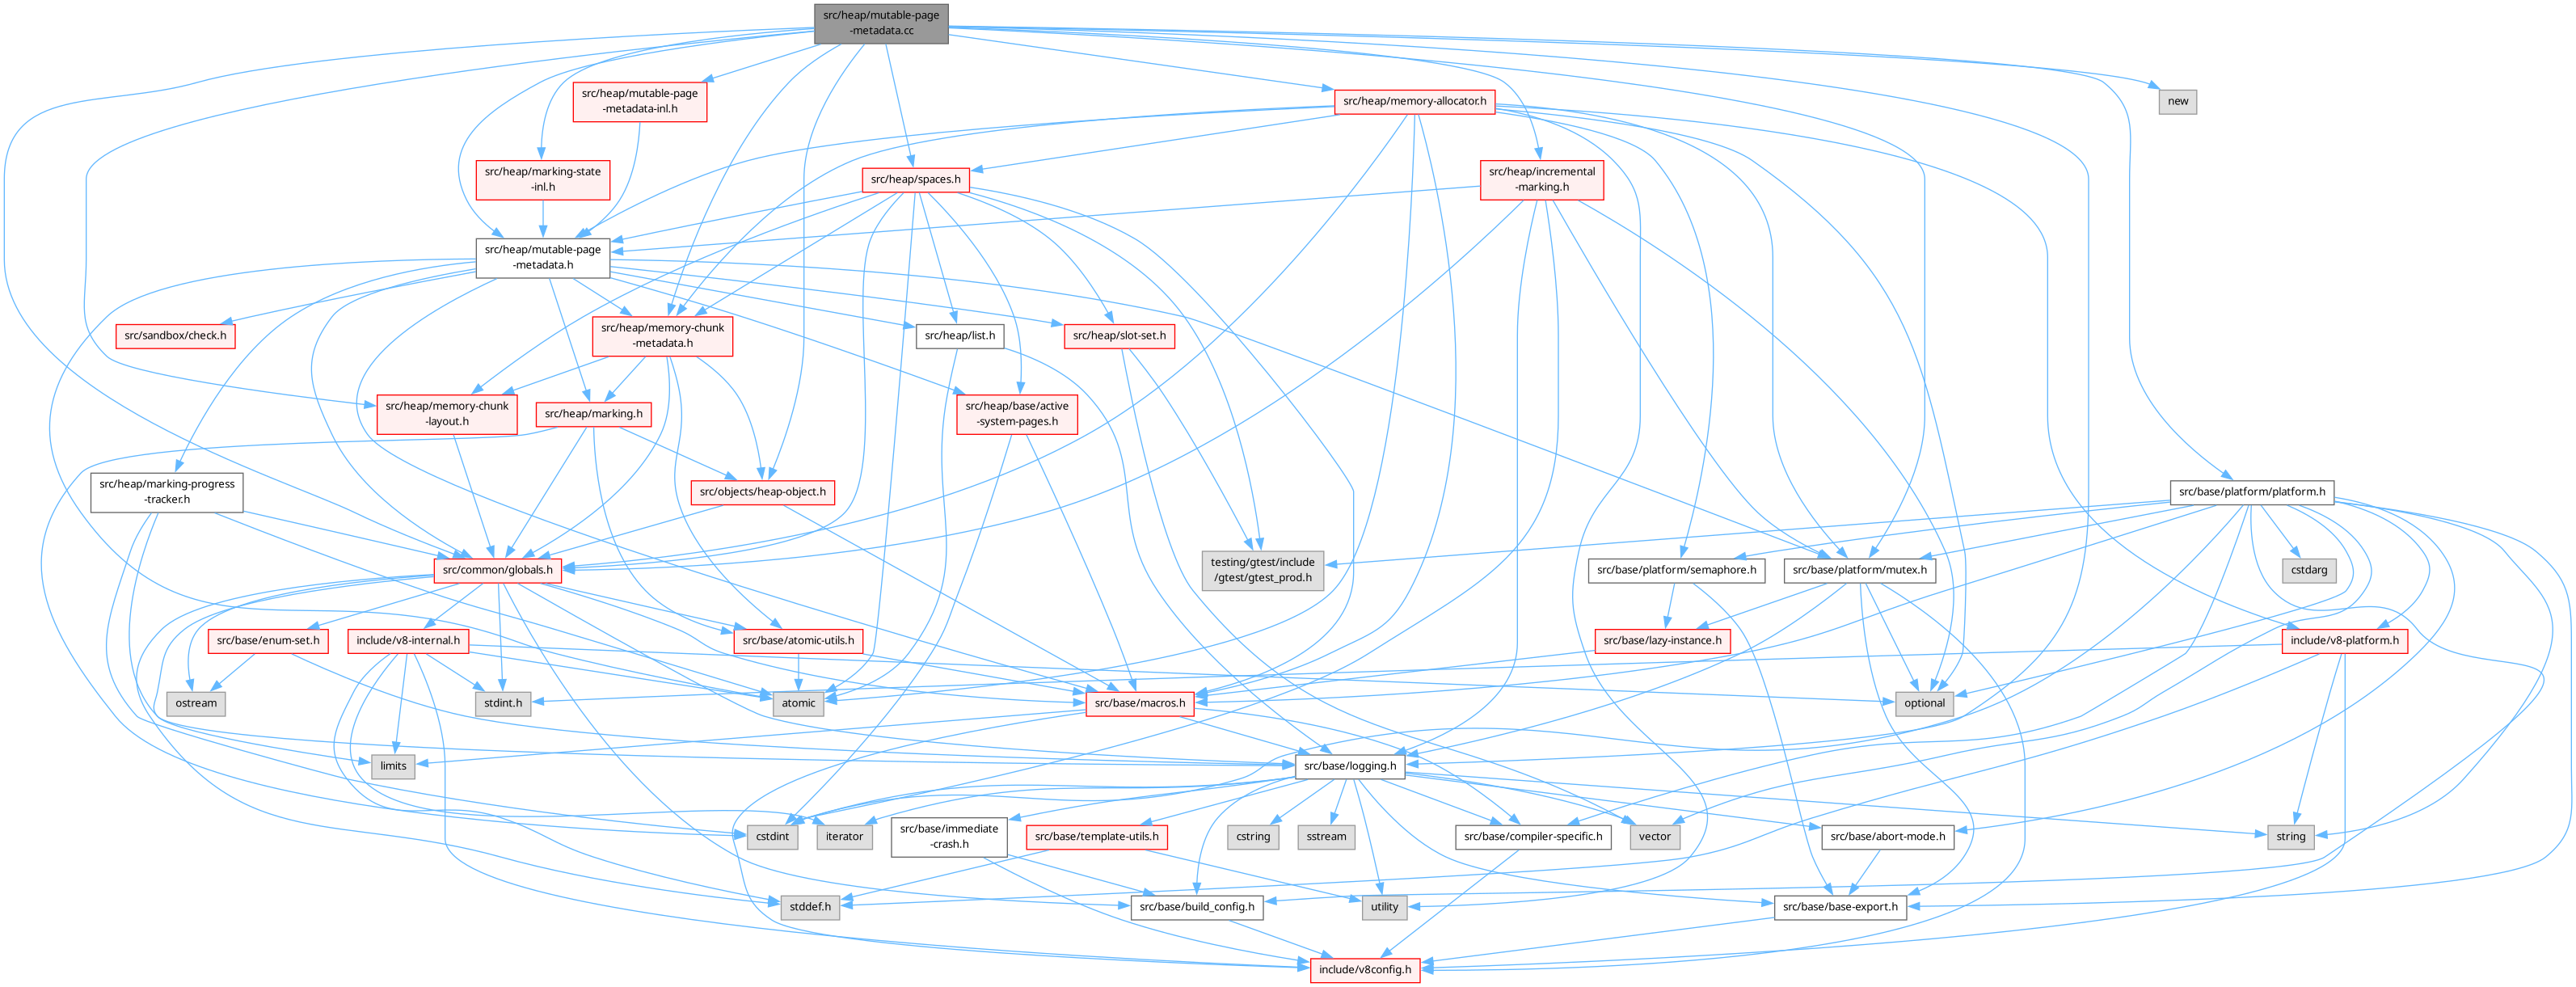 src/heap/mutable-page
-metadata.cc
src/heap/mutable-page
-metadata-inl.h
src/heap/memory-allocator.h
new
src/heap/marking-state
-inl.h
src/heap/spaces.h
src/heap/incremental
-marking.h
src/heap/mutable-page
-metadata.h
src/sandbox/check.h
src/heap/memory-chunk
-metadata.h
src/heap/list.h
src/heap/slot-set.h
src/heap/memory-chunk
-layout.h
src/heap/marking.h
src/heap/base/active
-system-pages.h
src/heap/marking-progress
-tracker.h
src/objects/heap-object.h
src/base/platform/platform.h
src/common/globals.h
testing/gtest/include
/gtest/gtest_prod.h
src/base/platform/semaphore.h
src/base/platform/mutex.h
cstdarg
src/base/enum-set.h
include/v8-internal.h
src/base/atomic-utils.h
src/base/lazy-instance.h
include/v8-platform.h
ostream
stdint.h
atomic
src/base/macros.h
optional
limits
src/base/logging.h
cstdint
iterator
src/base/immediate
-crash.h
src/base/template-utils.h
cstring
sstream
src/base/compiler-specific.h
vector
src/base/abort-mode.h
string
stddef.h
src/base/build_config.h
utility
src/base/base-export.h
include/v8config.h